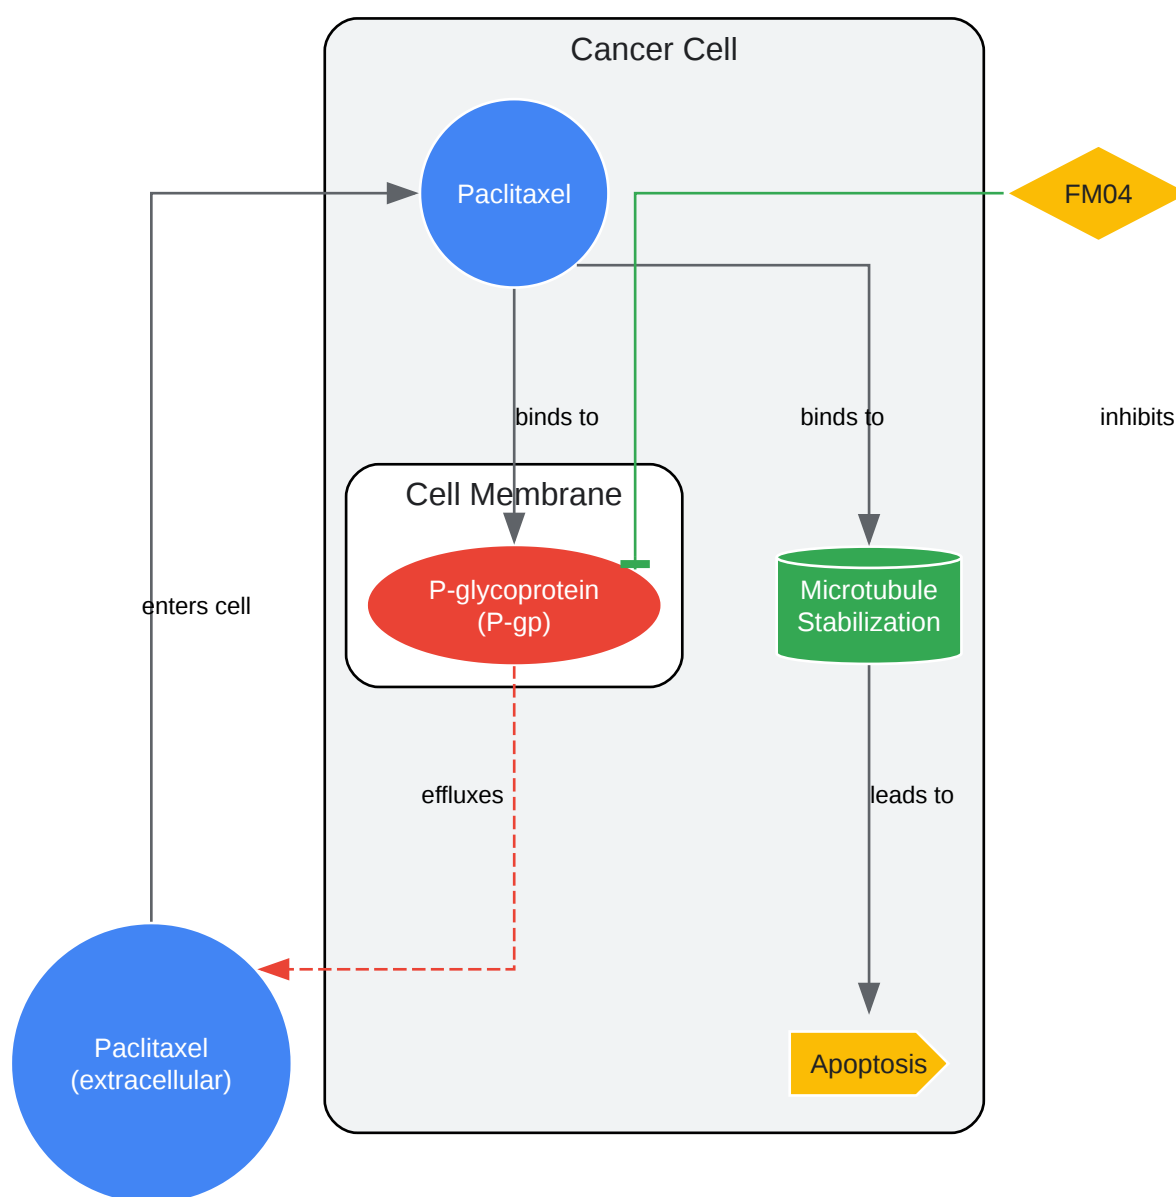 Cancer Cell
Paclitaxel
FM04
binds to
binds to
inhibits
Cell Membrane
P-glycoprotein
(P-gp)
Microtubule
Stabilization
enters cell
effluxes
leads to
Paclitaxel
(extracellular)
Apoptosis